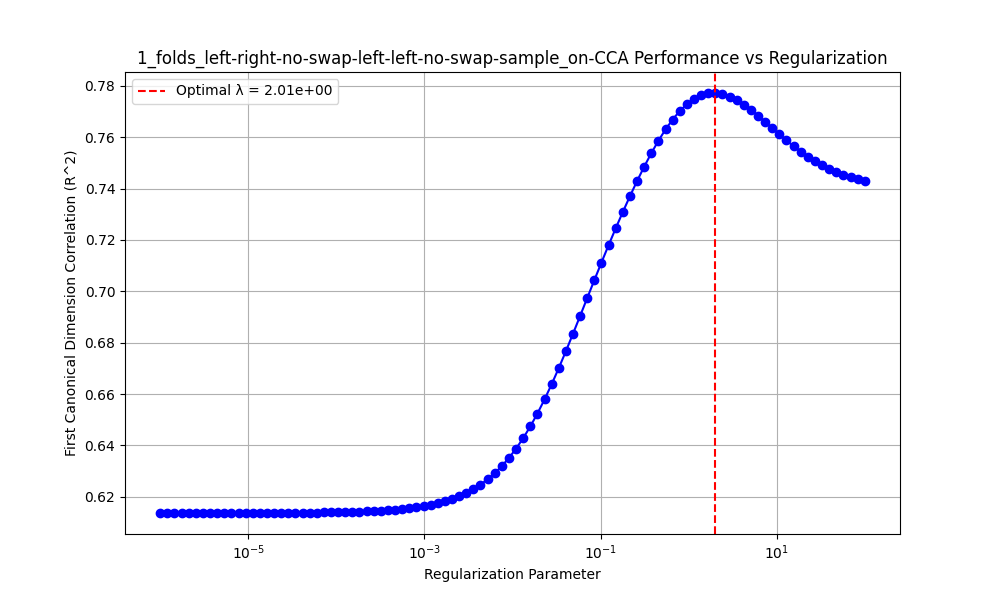 1_folds_left-right-no-swap-left-left-no-swap-sample_on-CCA Performance vs Regularization
Optimal λ = 2.01e+00
First Canonical Dimension Correlation (R^2)
0.78
0.76
0.74
0.72
0.70
0.68
0.66
0.64
0.62
10⁻⁵ 10⁻³ 10⁻¹ 10¹
Regularization Parameter